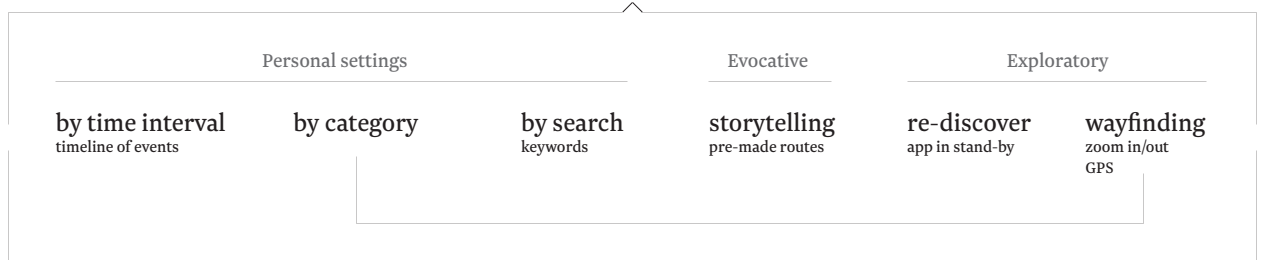 Personal settings
Evocative
Exploratory
by time interval
timeline of events
by category
by search
keywords
storytelling
pre-made routes
re-discover
app in stand-by
wayfinding
zoom in/out
GPS